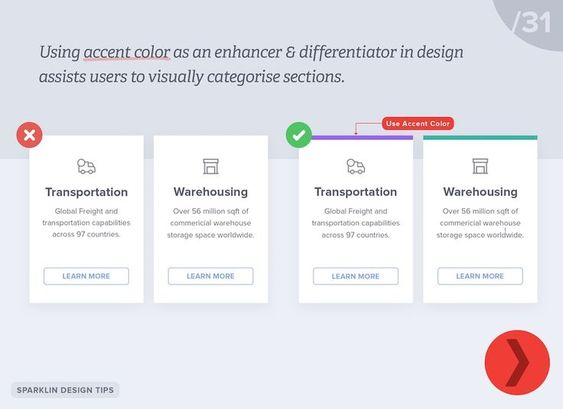 /31
Using accent color as an enhancer & differentiator in design
assists users to visually categorise sections.
Use Accent Color
Transportation
Global Freight and
transportation capabilities
across 97 countries.
LEARN MORE
Warehousing
Over 56 million sqft of
commericial warehouse
storage space worldwide.
LEARN MORE
Transportation
Global Freight and
transportation capabilities
across 97 countries.
LEARN MORE
Warehousing
Over 56 million sqft of
commericial warehouse
storage space worldwide.
LEARN MORE
SPARKLIN DESIGN TIPS